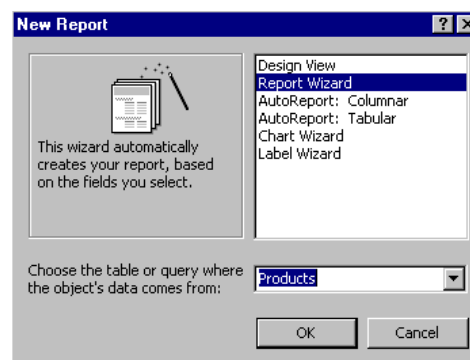 New Report
Design View
Report Wizard
AutoReport: Columnar
AutoReport: Tabular
Chart Wizard
Label Wizard
This wizard automatically
creates your report, based
on the fields you select.
Choose the table or query where
the object's data comes from:
Products
OK
Cancel